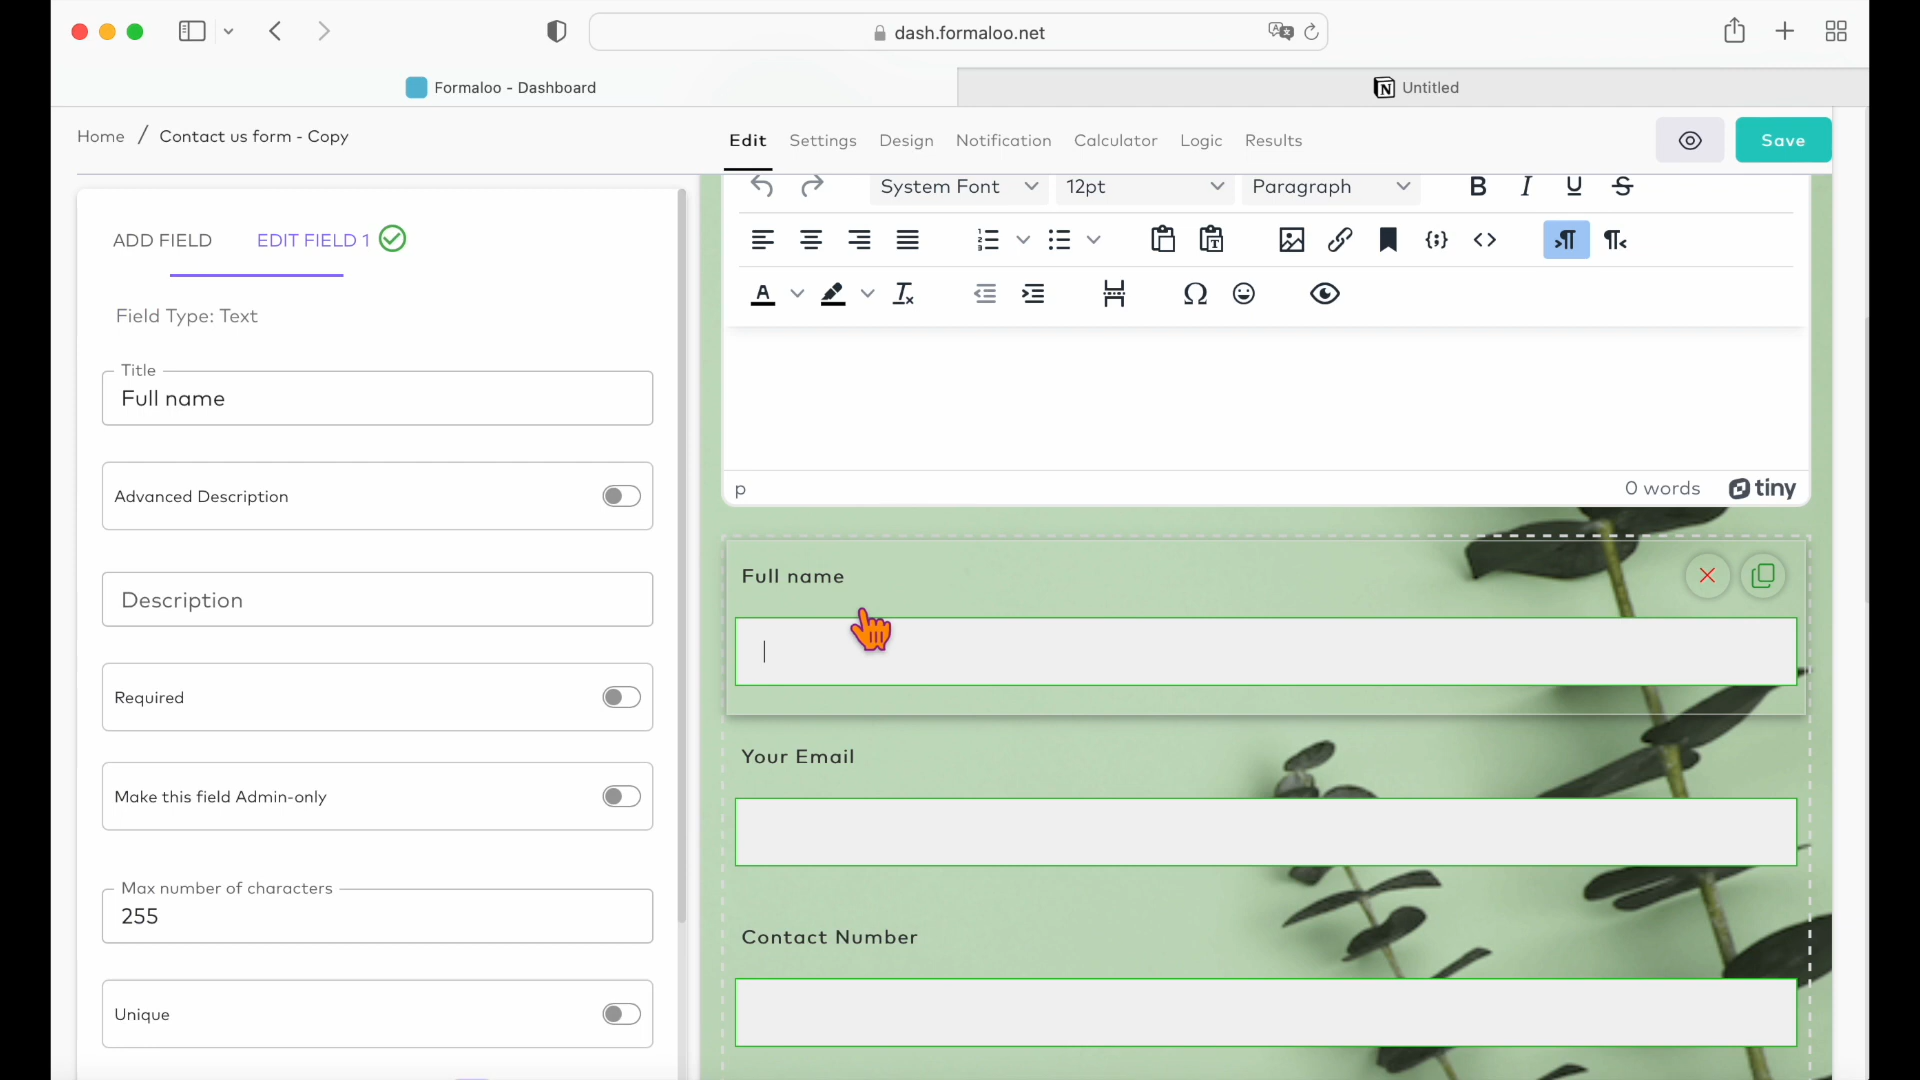 dash.formaloo.net
Formaloo - Dashboard
Untitled
Home / Contact us form - Copy
Edit Settings Design Notification Calculator Logic Results
Save
ADD FIELD EDIT FIELD 1
Field Type: Text
Title
Full name
Advanced Description
Description
Required
Make this field Admin-only
Max number of characters
255
Unique
System Font 12pt Paragraph
p 0 words tiny
Full name
Your Email
Contact Number